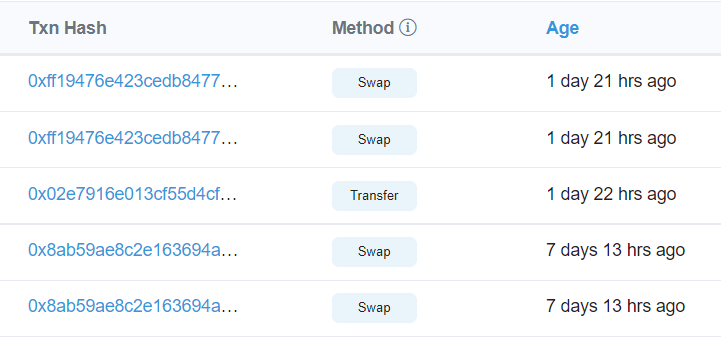 Txn Hash Method Age
0xff19476e423cedb8477... Swap 1 day 21 hrs ago
0xff19476e423cedb8477... Swap 1 day 21 hrs ago
0x02e7916e013cf55d4cf... Transfer 1 day 22 hrs ago
0x8ab59ae8c2e163694a... Swap 7 days 13 hrs ago
0x8ab59ae8c2e163694a... Swap 7 days 13 hrs ago